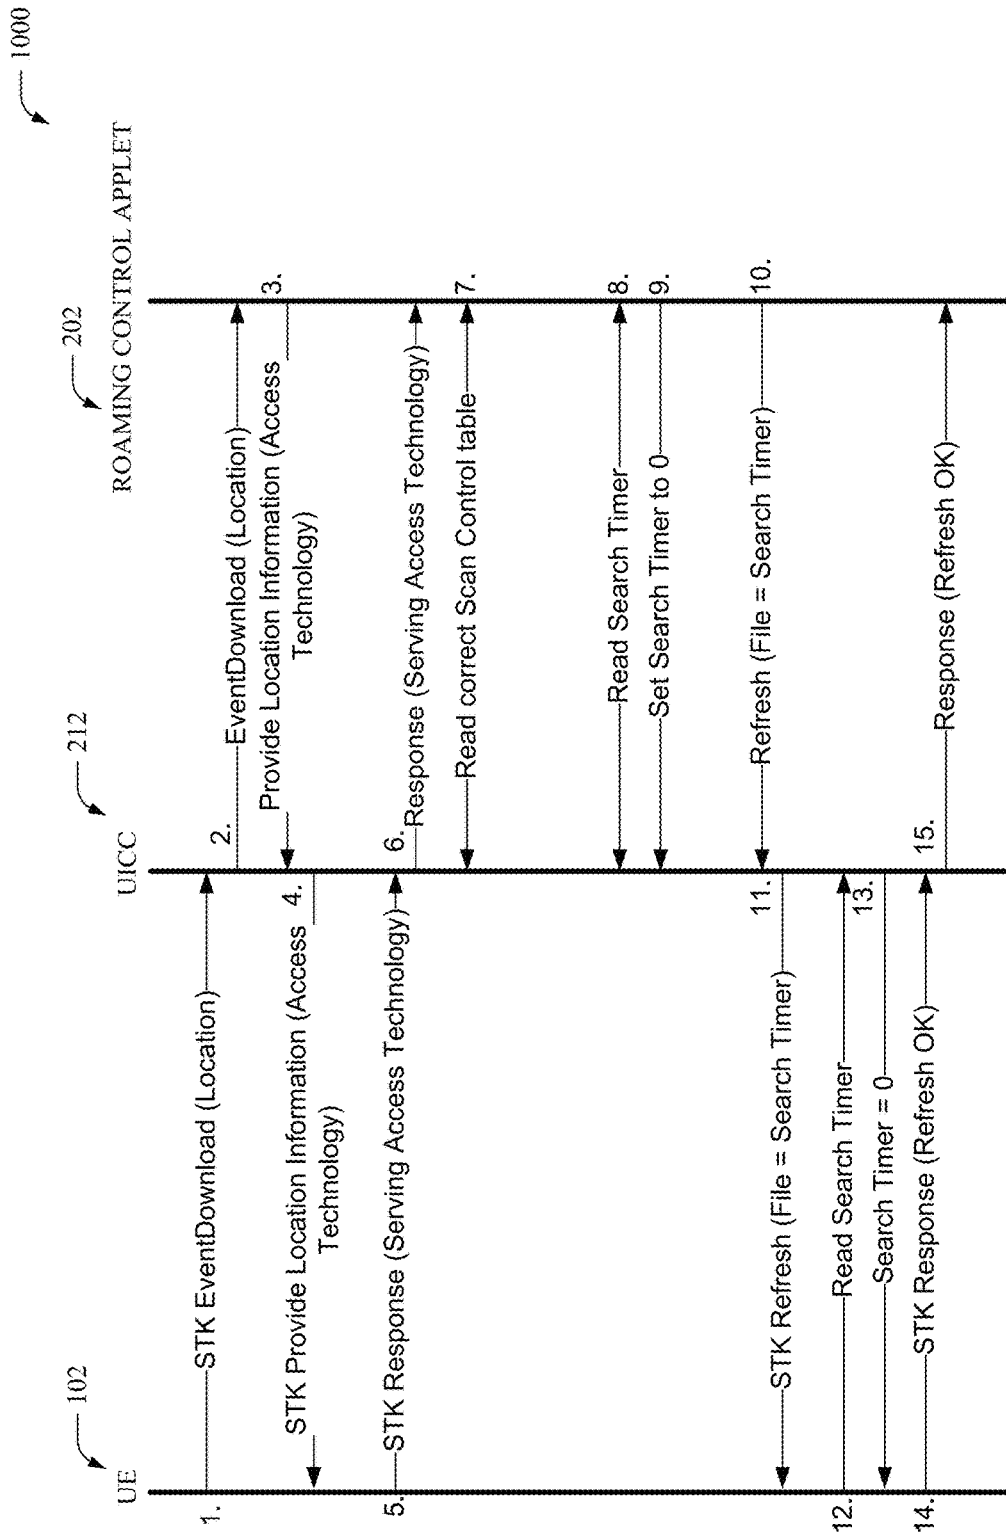 1000
102
212
202
UE
UICC
ROAMING CONTROL APPLET
1.
STK EventDownload (Location)
2.
EventDownload (Location)
3.
Provide Location Information (Access
Technology)
4.
STK Provide Location Information (Access
Technology)
5.
STK Response (Serving Access Technology)
6.
Response (Serving Access Technology)
7.
Read correct Scan Control table
8.
Read Search Timer
9.
Set Search Timer to 0
10.
Refresh (File = Search Timer)
11.
STK Refresh (File = Search Timer)
12.
Read Search Timer
13.
Search Timer = 0
14.
STK Response (Refresh OK)
15.
Response (Refresh OK)